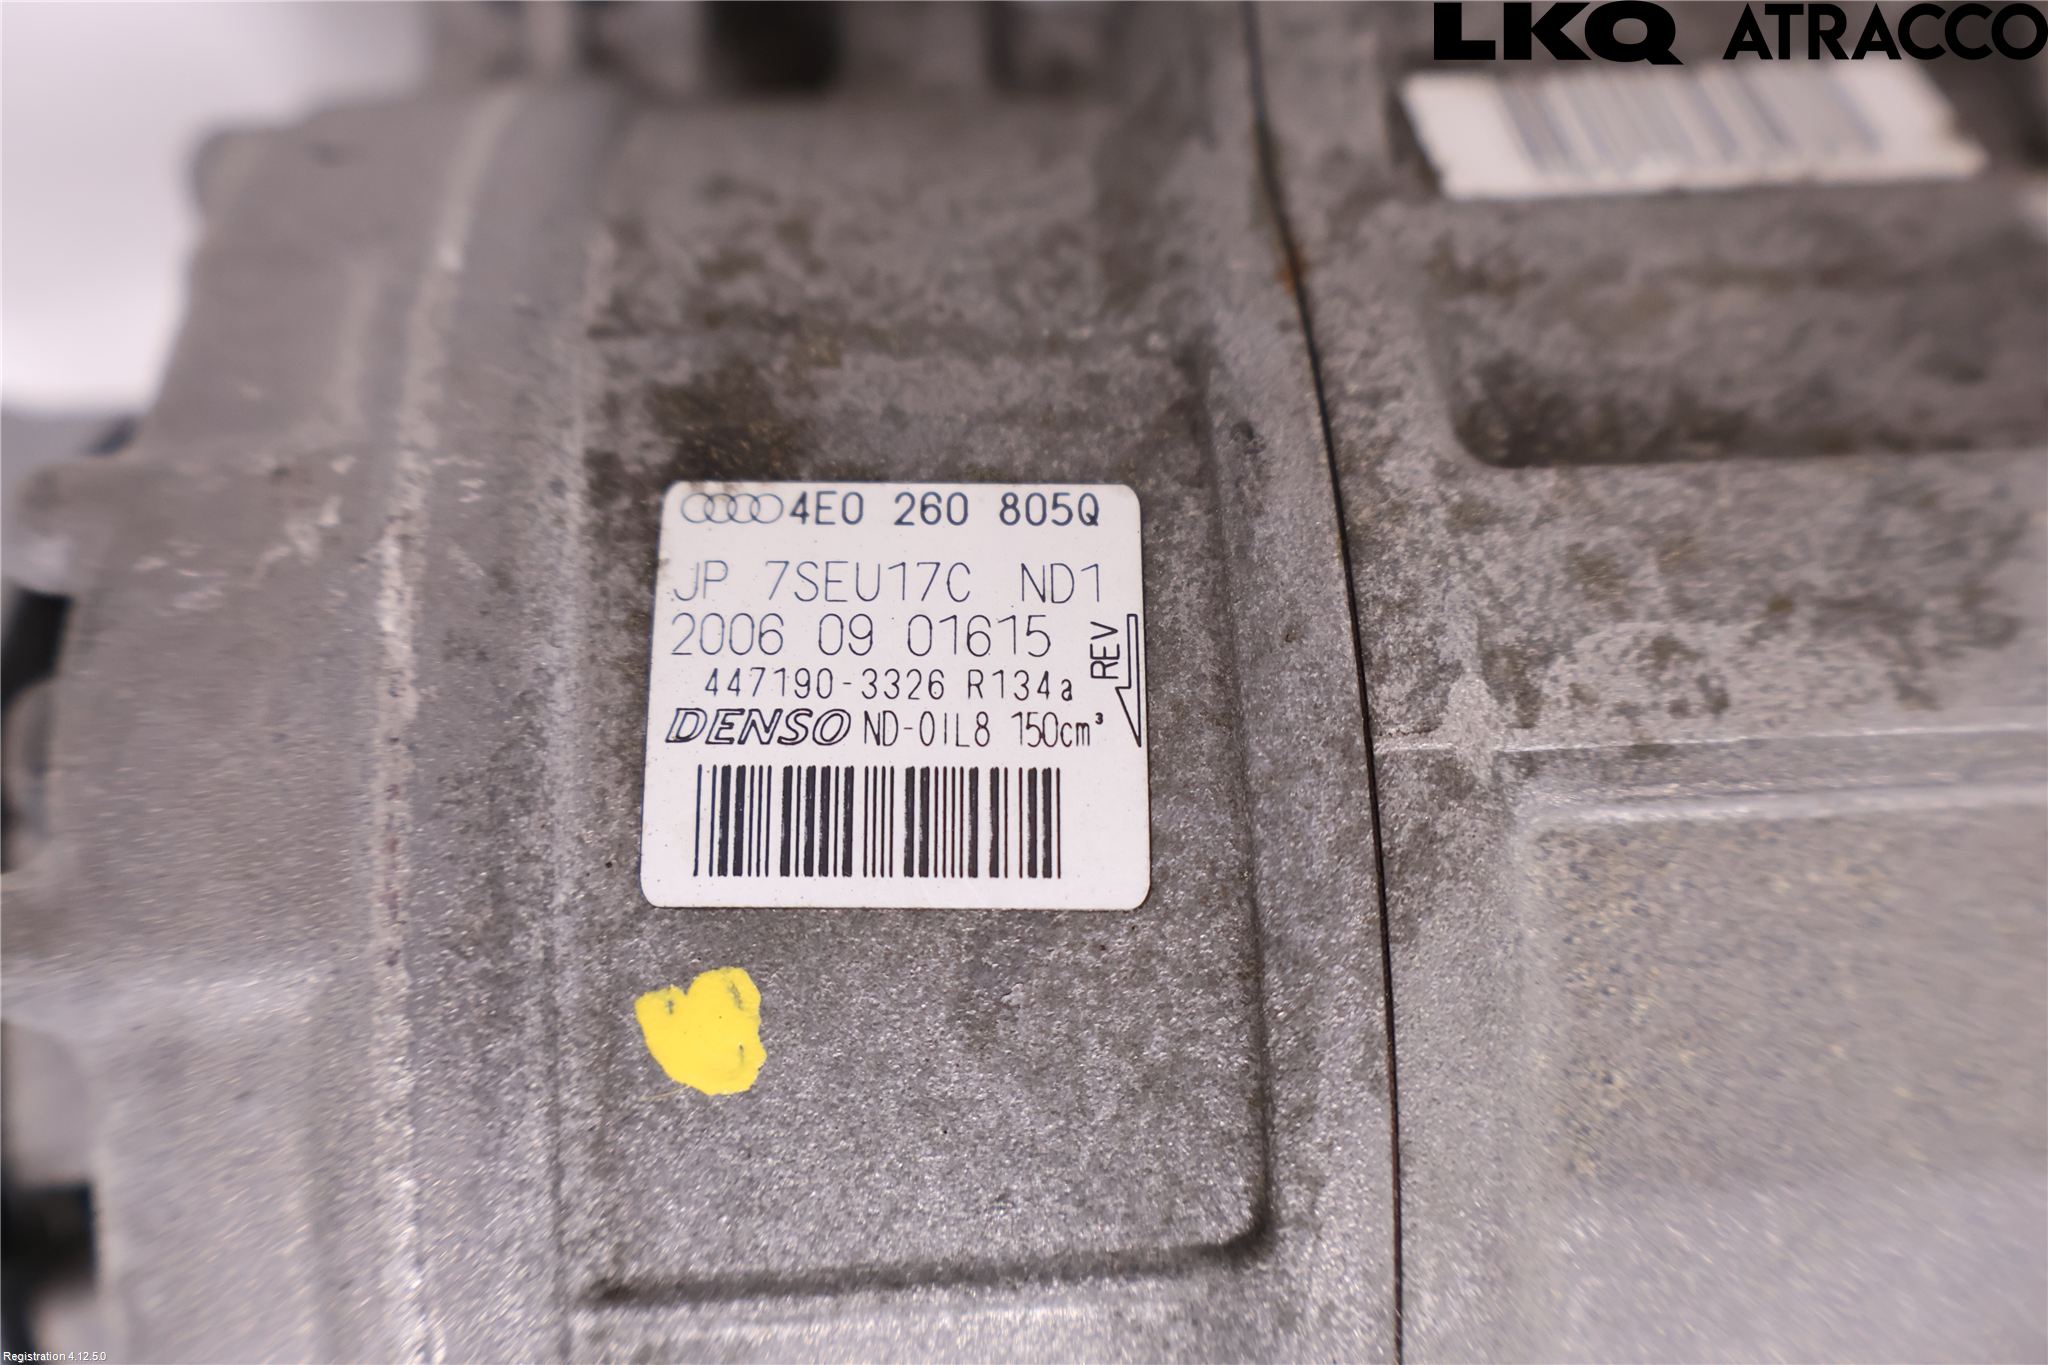 LKQ ATRACCO
4E0 260 805Q
JP 7SEU17C ND1
2006 09 01615
REV
447190-3326 R134a
DENSO ND-OIL8 150cm³
Registration 4.12.5.0